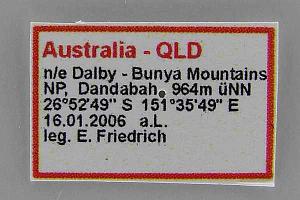 Australia - QLD
n/e Dalby - Bunya Mountains
NP, Dandabah, 964m üNN
26°52'49" S 151°35'49" E
16.01.2006 a.L.
leg. E. Friedrich